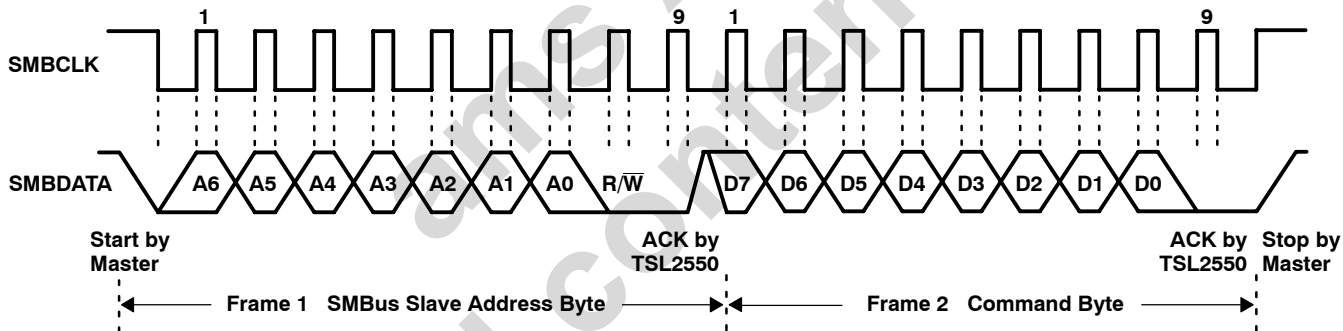 1 9 1 9
SMBCLK
SMBDATA A6 A5 A4 A3 A2 A1 A0 R/W̅ D7 D6 D5 D4 D3 D2 D1 D0
Start by
Master
ACK by
TSL2550
ACK by
TSL2550
Stop by
Master
Frame 1 SMBus Slave Address Byte
Frame 2 Command Byte
ams